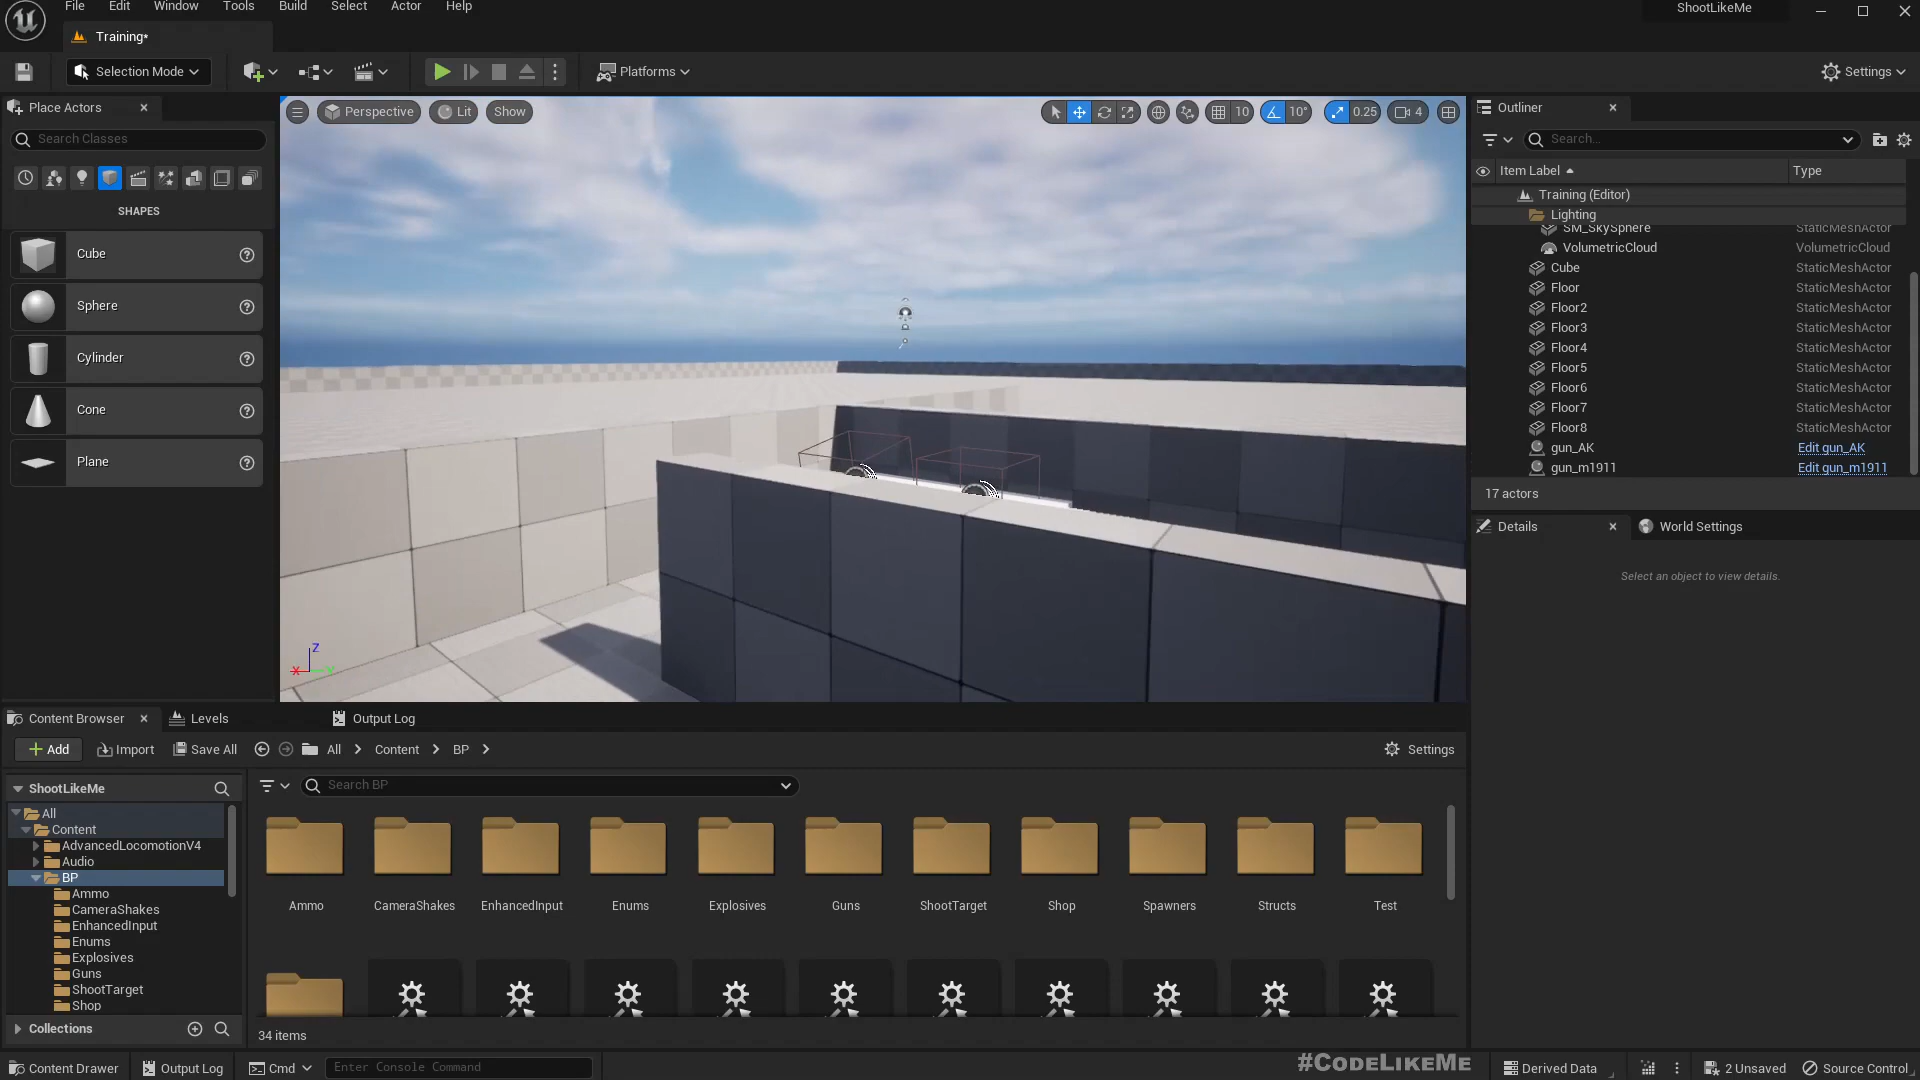 File Edit Window Tools Build Select Actor Help
ShootLikeMe
Training*
Selection Mode
Platforms
Settings
Place Actors
Search Classes
SHAPES
Cube
Sphere
Cylinder
Cone
Plane
Perspective
Lit
Show
10
10°
0.25
4
Outliner
Search...
Item Label
Type
Training (Editor)
Lighting
SM_SkySphere StaticMeshActor
VolumetricCloud VolumetricCloud
Cube StaticMeshActor
Floor StaticMeshActor
Floor2 StaticMeshActor
Floor3 StaticMeshActor
Floor4 StaticMeshActor
Floor5 StaticMeshActor
Floor6 StaticMeshActor
Floor7 StaticMeshActor
Floor8 StaticMeshActor
gun_AK Edit gun_AK
gun_m1911 Edit gun_m1911
17 actors
Details
World Settings
Select an object to view details.
Z
X
Y
Content Browser
Levels
Output Log
Add
Import
Save All
All
Content
BP
Settings
ShootLikeMe
Search BP
All
Content
AdvancedLocomotionV4
Audio
BP
Ammo
CameraShakes
EnhancedInput
Enums
Explosives
Guns
ShootTarget
Shop
Collections
Ammo
CameraShakes
EnhancedInput
Enums
Explosives
Guns
ShootTarget
Shop
Spawners
Structs
Test
34 items
#CODELIKEME
Content Drawer
Output Log
Cmd
Enter Console Command
Derived Data
2 Unsaved
Source Control